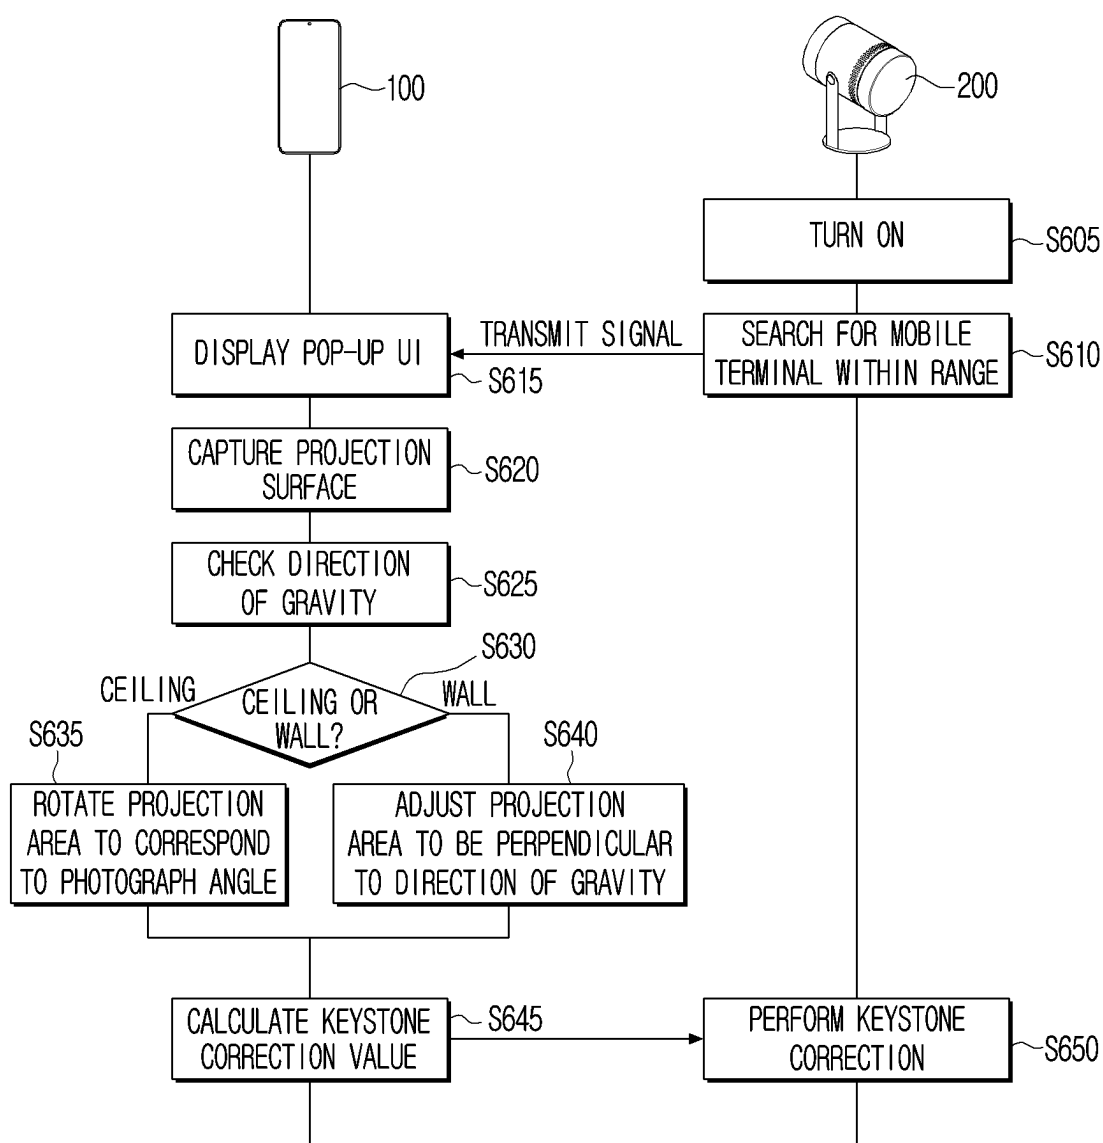 100
200
TURN ON
S605
TRANSMIT SIGNAL
SEARCH FOR MOBILE
TERMINAL WITHIN RANGE
S610
DISPLAY POP-UP UI
S615
CAPTURE PROJECTION
SURFACE
S620
CHECK DIRECTION
OF GRAVITY
S625
S630
CEILING
CEILING OR
WALL?
WALL
S635
S640
ROTATE PROJECTION
AREA TO CORRESPOND
TO PHOTOGRAPH ANGLE
ADJUST PROJECTION
AREA TO BE PERPENDICULAR
TO DIRECTION OF GRAVITY
CALCULATE KEYSTONE
CORRECTION VALUE
S645
PERFORM KEYSTONE
CORRECTION
S650